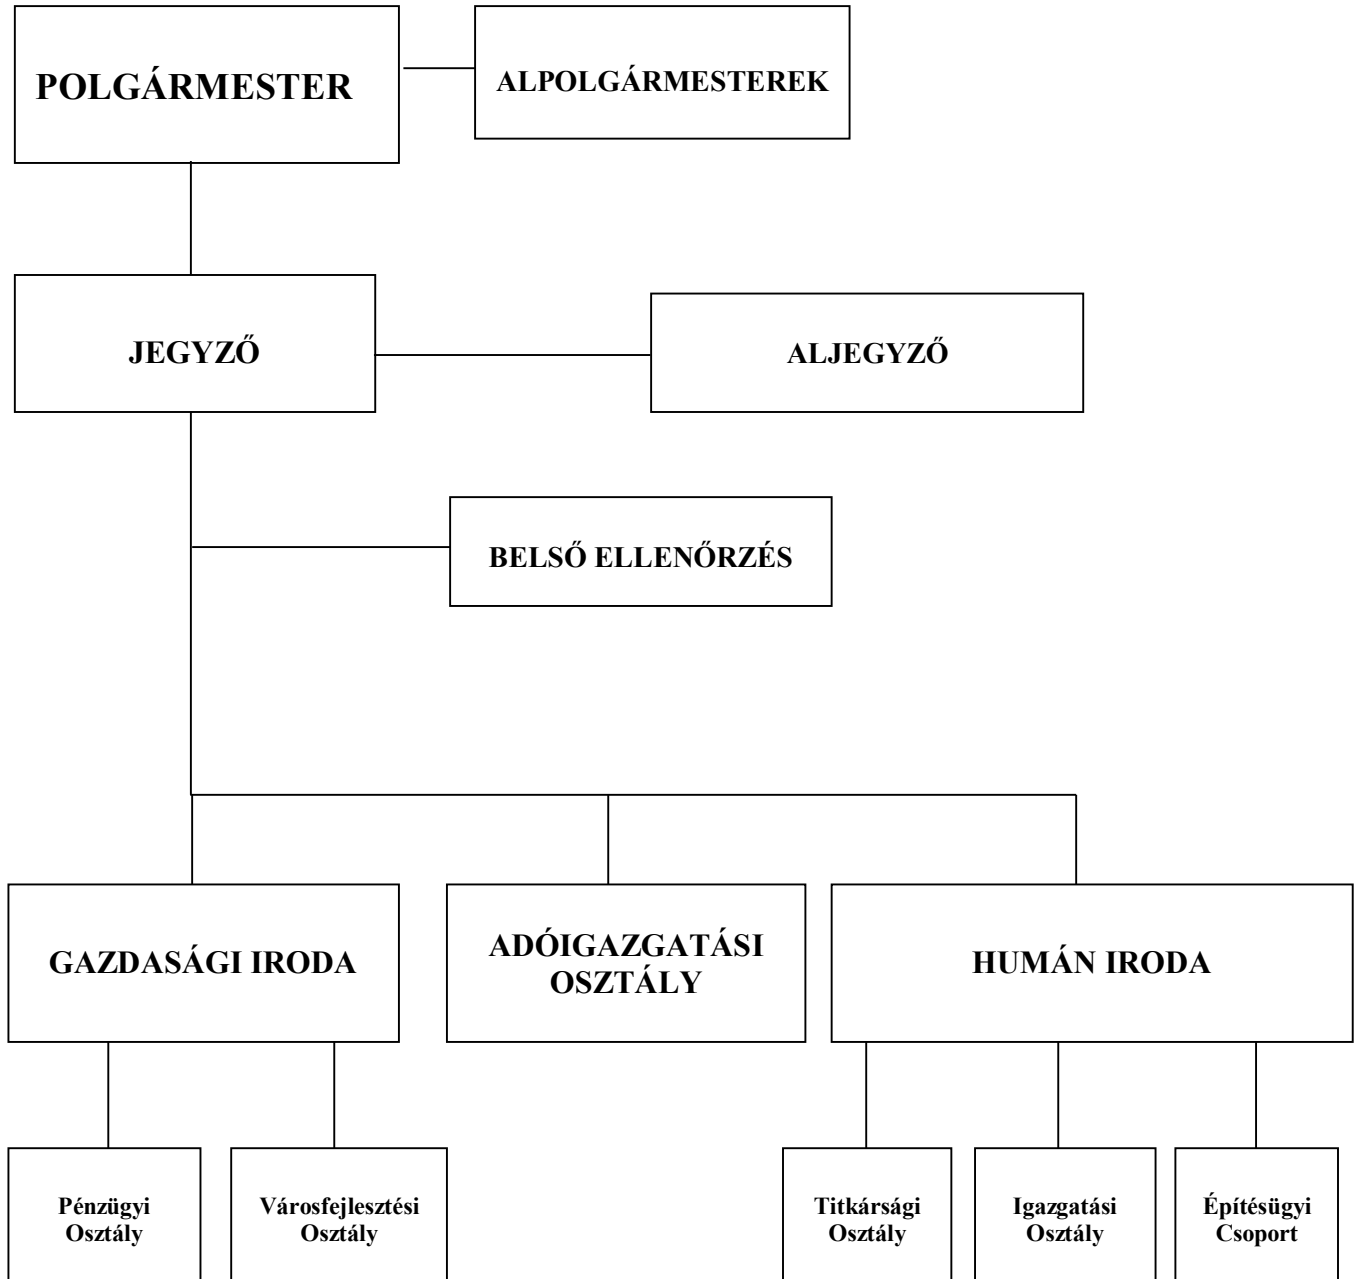 POLGÁRMESTER
ALPOLGÁRMESTEREK
JEGYZŐ
ALJEGYZŐ
BELSŐ ELLENŐRZÉS
GAZDASÁGI IRODA
ADÓIGAZGATÁSI
OSZTÁLY
HUMÁN IRODA
Pénzügyi
Osztály
Városfejlesztési
Osztály
Titkársági
Osztály
Igazgatási
Osztály
Építésügyi
Csoport